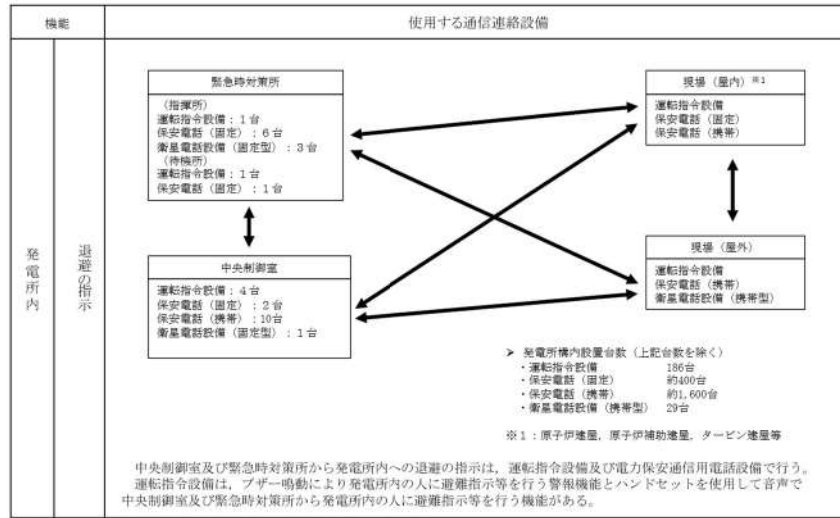 機能
使用する通信連絡設備
発電所内
退避の指示
緊急時対策所
(指揮所)
運転指令設備：1台
保安電話(固定)：6台
衛星電話設備(固定型)：3台
(待機所)
運転指令設備：1台
保安電話(固定)：1台
現場(屋内)※1
運転指令設備
保安電話(固定)
保安電話(携帯)
中央制御室
運転指令設備：4台
保安電話(固定)：2台
保安電話(携帯)：10台
衛星電話設備(固定型)：1台
現場(屋外)
運転指令設備
保安電話(携帯)
衛星電話設備(携帯型)
➤ 発電所構内設置台数(上記台数を除く)
・運転指令設備 186台
・保安電話(固定) 約400台
・保安電話(携帯) 約1,600台
・衛星電話設備(携帯型) 29台
※1：原子炉建屋，原子炉補助建屋，タービン建屋等
中央制御室及び緊急時対策所から発電所内への退避の指示は，運転指令設備及び電力保安通信用電話設備で行う。
運転指令設備は，ブザー鳴動により発電所内の人に避難指示等を行う警報機能とハンドセットを使用して音声で
中央制御室及び緊急時対策所から発電所内の人に避難指示等を行う機能がある。